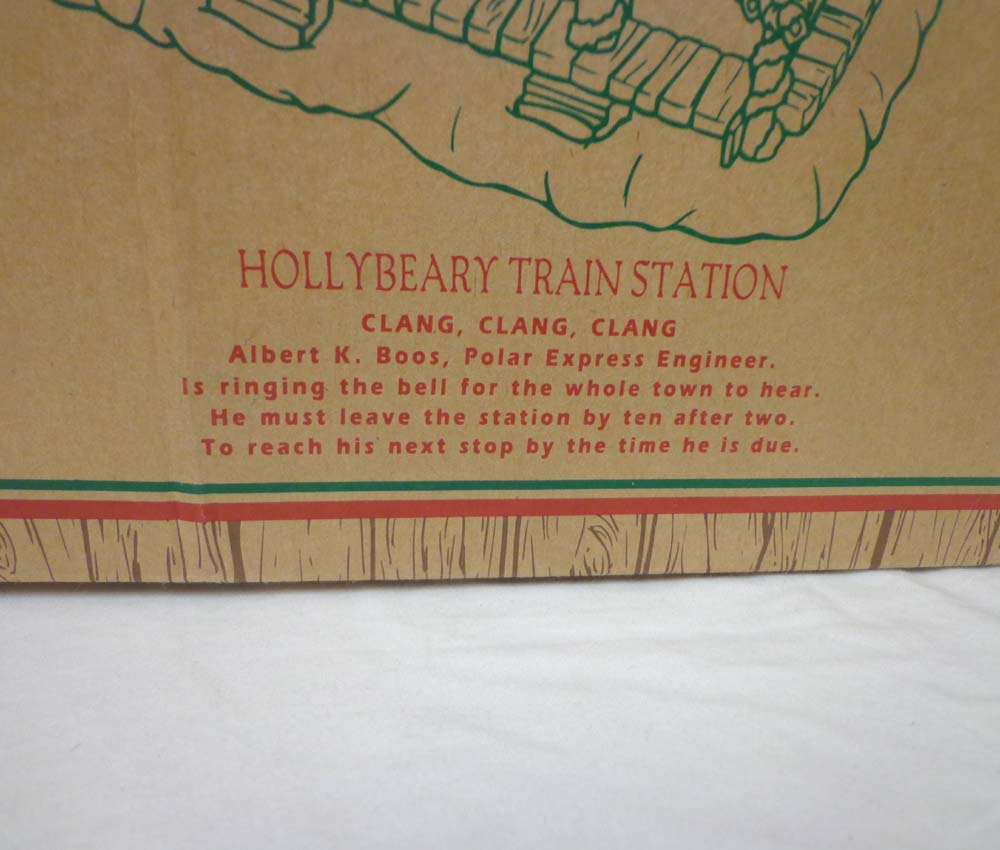 HOLLYBEARY TRAIN STATION
CLANG, CLANG, CLANG
Albert K. Boos, Polar Express Engineer.
Is ringing the bell for the whole town to hear.
He must leave the station by ten after two.
To reach his next stop by the time he is due.